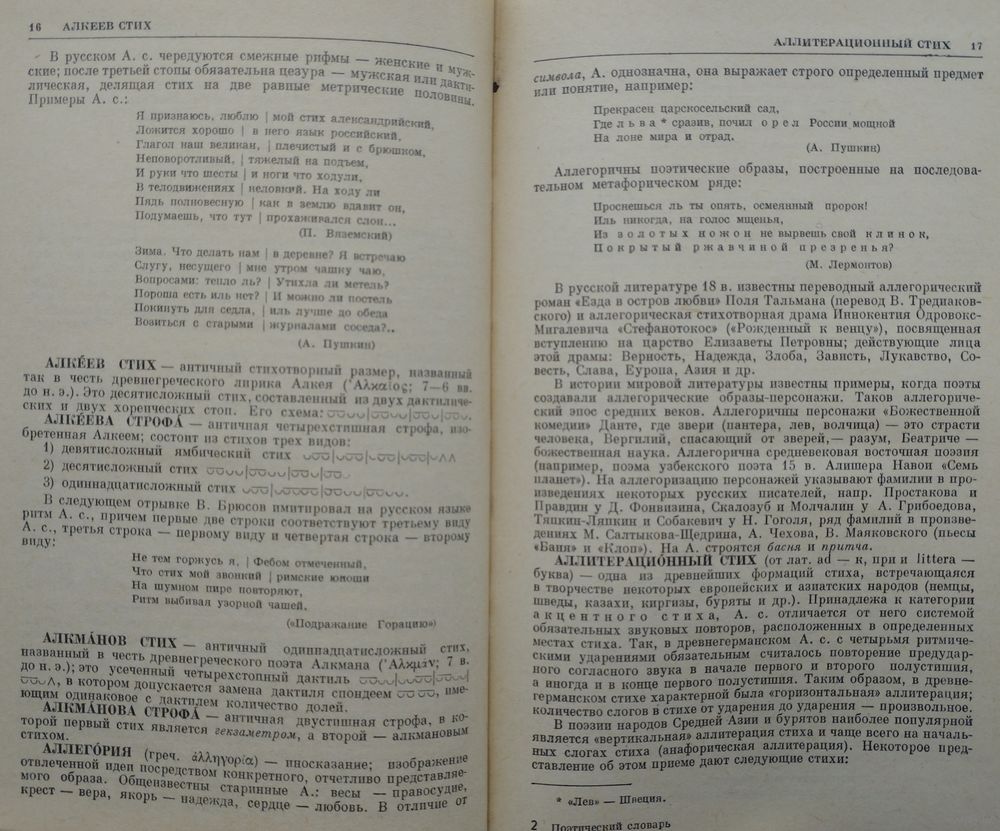 16 АЛКЕЕВ СТИХ
В русском А. с. чередуются смежные рифмы — женские и муж-
ские; после третьей стопы обязательна цезура — мужская или дакти-
лическая, делящая стих на две равные метрические половины.
Примеры А. с.:
Я признаюсь, люблю | мой стих александрийский,
Ложится хорошо | в него язык российский,
Глагол наш великан, | плечистый и с брюшком,
Неповоротливый, | тяжелый на подъем,
И руки что шесты | и ноги что ходули,
В телодвижениях | неловкий. На ходу ли
Пядь полновесную | как в землю вдавит он,
Подумаешь, что тут | прохаживался слон...
(П. Вяземский)
Зима. Что делать нам | в деревне? Я встречаю
Слугу, несущего | мне утром чашку чаю,
Вопросами: тепло ль? | Утихла ли метель?
Пороша есть иль нет? | И можно ли постель
Покинуть для седла, | иль лучше до обеда
Возиться с старыми | журналами соседа?..
(А. Пушкин)
АЛКЕ́ЕВ СТИХ — античный стихотворный размер, названный
так в честь древнегреческого лирика Алкея (Ἀλκαῖος; 7—6 вв.
до н. э.). Это десятисложный стих, составленный из двух дактиличе-
ских и двух хореических стоп. Его схема:
АЛКЕ́ЕВА СТРОФА́ — античная четырехстишная строфа, изо-
бретенная Алкеем; состоит из стихов трех видов:
1) девятисложный ямбический стих
2) десятисложный стих
3) одиннадцатисложный стих
В следующем отрывке В. Брюсов имитировал на русском языке
ритм А. с., причем первые две строки соответствуют третьему виду
А. с., третья строка — первому виду и четвертая строка — второму
виду:
Не тем горжусь я, | Фебом отмеченный,
Что стих мой звонкий | римские юноши
На шумном пире повторяют,
Ритм выбивая узорной чашей.
(«Подражание Горацию»)
АЛКМА́НОВ СТИХ — античный одиннадцатисложный стих,
названный в честь древнегреческого поэта Алкмана (Ἀλκμάν; 7 в.
до н. э.); это усеченный четырехстопный дактиль
в котором допускается замена дактиля спондеем, име-
ющим одинаковое с дактилем количество долей.
АЛКМА́НОВА СТРОФА́ — античная двустишная строфа, в ко-
торой первый стих является гекзаметром, а второй — алкмановым
стихом.
АЛЛЕГО́РИЯ (греч. ἀλληγορία) — иносказание; изображение
отвлеченной идеи посредством конкретного, отчетливо представляе-
мого образа. Общеизвестны старинные А.: весы — правосудие,
крест — вера, якорь — надежда, сердце — любовь. В отличие от
АЛЛИТЕРАЦИОННЫЙ СТИХ 17
символа, А. однозначна, она выражает строго определенный предмет
или понятие, например:
Прекрасен царскосельский сад,
Где льва * сразив, почил орел России мощной
На лоне мира и отрад.
(А. Пушкин)
Аллегоричны поэтические образы, построенные на последова-
тельном метафорическом ряде:
Проснешься ль ты опять, осмеянный пророк!
Иль никогда, на голос мщенья,
Из золотых ножон не вырвешь свой клинок,
Покрытый ржавчиной презренья?
(М. Лермонтов)
В русской литературе 18 в. известны переводный аллегорический
роман «Езда в остров любви» Поля Тальмана (перевод В. Тредиаков-
ского) и аллегорическая стихотворная драма Иннокентия Одровокс-
Мигалевича «Стефанотокос» («Рожденный к венцу»), посвященная
вступлению на царство Елизаветы Петровны; действующие лица
этой драмы: Верность, Надежда, Злоба, Зависть, Лукавство, Со-
весть, Слава, Еуропа, Азия и др.
В истории мировой литературы известны примеры, когда поэты
создавали аллегорические образы-персонажи. Таков аллегориче-
ский эпос средних веков. Аллегоричны персонажи «Божественной
комедии» Данте, где звери (пантера, лев, волчица) — это страсти
человека, Вергилий, спасающий от зверей,— разум, Беатриче —
божественная наука. Аллегорична средневековая восточная поэзия
(например, поэма узбекского поэта 15 в. Алишера Навои «Семь
планет»). На аллегоризацию персонажей указывают фамилии в про-
изведениях некоторых русских писателей, напр. Простакова и
Правдин у Д. Фонвизина, Скалозуб и Молчалин у А. Грибоедова,
Тяпкин-Ляпкин и Собакевич у Н. Гоголя, ряд фамилий в произве-
дениях М. Салтыкова-Щедрина, А. Чехова, В. Маяковского (пьесы
«Баня» и «Клоп»). На А. строятся басня и притча.
АЛЛИТЕРАЦИО́ННЫЙ СТИХ (от лат. ad — к, при и littera —
буква) — одна из древнейших формаций стиха, встречающаяся
в творчестве некоторых европейских и азиатских народов (немцы,
шведы, казахи, киргизы, буряты и др.). Принадлежа к категории
акцентного стиха, А. с. отличается от него системой
обязательных звуковых повторов, расположенных в определенных
местах стиха. Так, в древнегерманском А. с. с четырьмя ритмиче-
скими ударениями обязательным считалось повторение предудар-
ного согласного звука в начале первого и второго полустишия,
а иногда и в конце первого полустишия. Таким образом, в древне-
германском стихе характерной была «горизонтальная» аллитерация;
количество слогов в стихе от ударения до ударения — произвольное.
В поэзии народов Средней Азии и бурятов наиболее популярной
является «вертикальная» аллитерация стиха и чаще всего на началь-
ных слогах стиха (анафорическая аллитерация). Некоторое пред-
ставление об этом приеме дают следующие стихи:
* «Лев» — Швеция.
2 Поэтический словарь